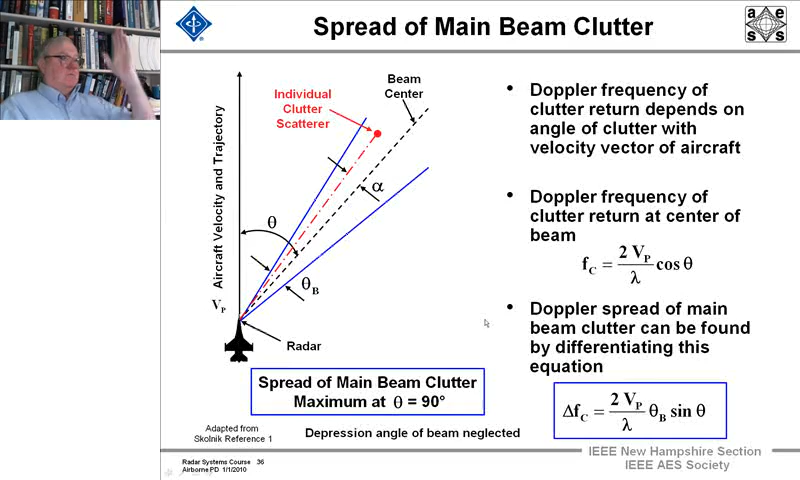 Spread of Main Beam Clutter
a e
s s
Individual
Clutter
Scatterer
Beam
Center
Aircraft Velocity and Trajectory
θ
α
θB
VP
Radar
Spread of Main Beam Clutter
Maximum at θ = 90°
Adapted from
Skolnik Reference 1
Depression angle of beam neglected
• Doppler frequency of
clutter return depends on
angle of clutter with
velocity vector of aircraft
• Doppler frequency of
clutter return at center of
beam
fC = 2 VP / λ cos θ
• Doppler spread of main
beam clutter can be found
by differentiating this
equation
ΔfC = 2 VP / λ θB sin θ
Radar Systems Course 36
Airborne PD 1/1/2010
IEEE New Hampshire Section
IEEE AES Society